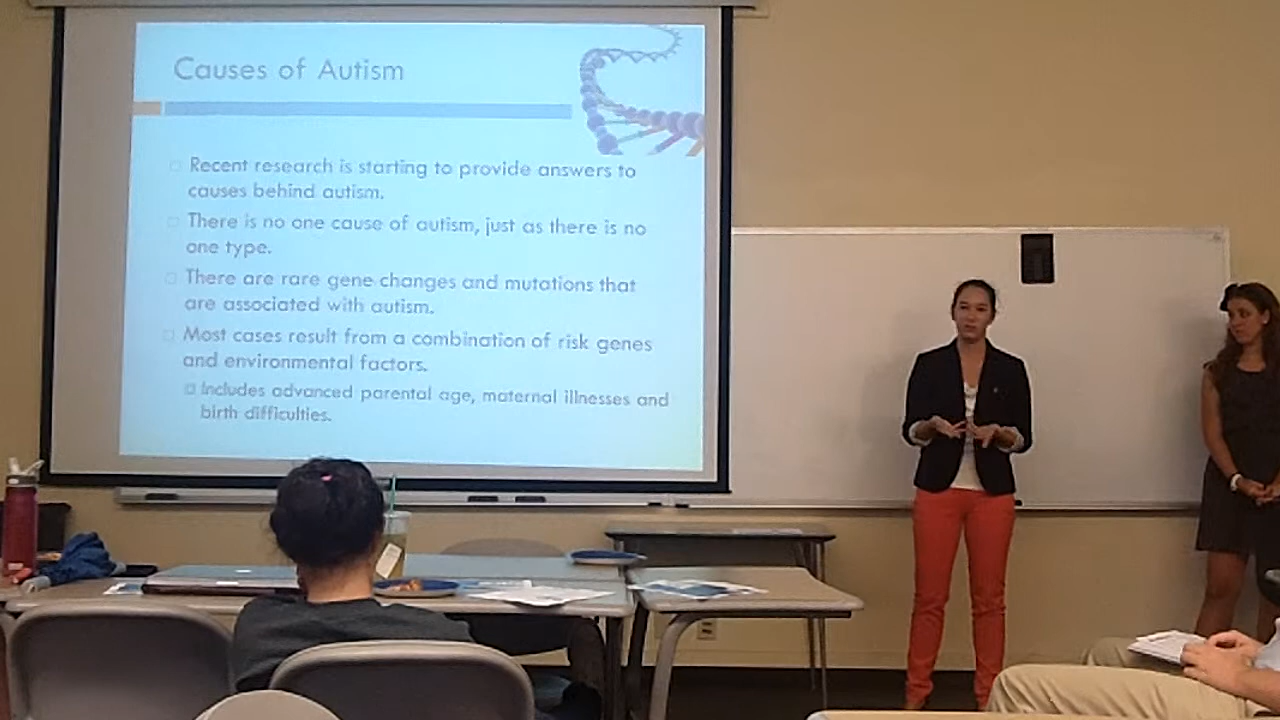 Causes of Autism
Recent research is starting to provide answers to
causes behind autism.
There is no one cause of autism, just as there is no
one type.
There are rare gene changes and mutations that
are associated with autism.
Most cases result from a combination of risk genes
and environmental factors.
Includes advanced parental age, maternal illnesses and
birth difficulties.